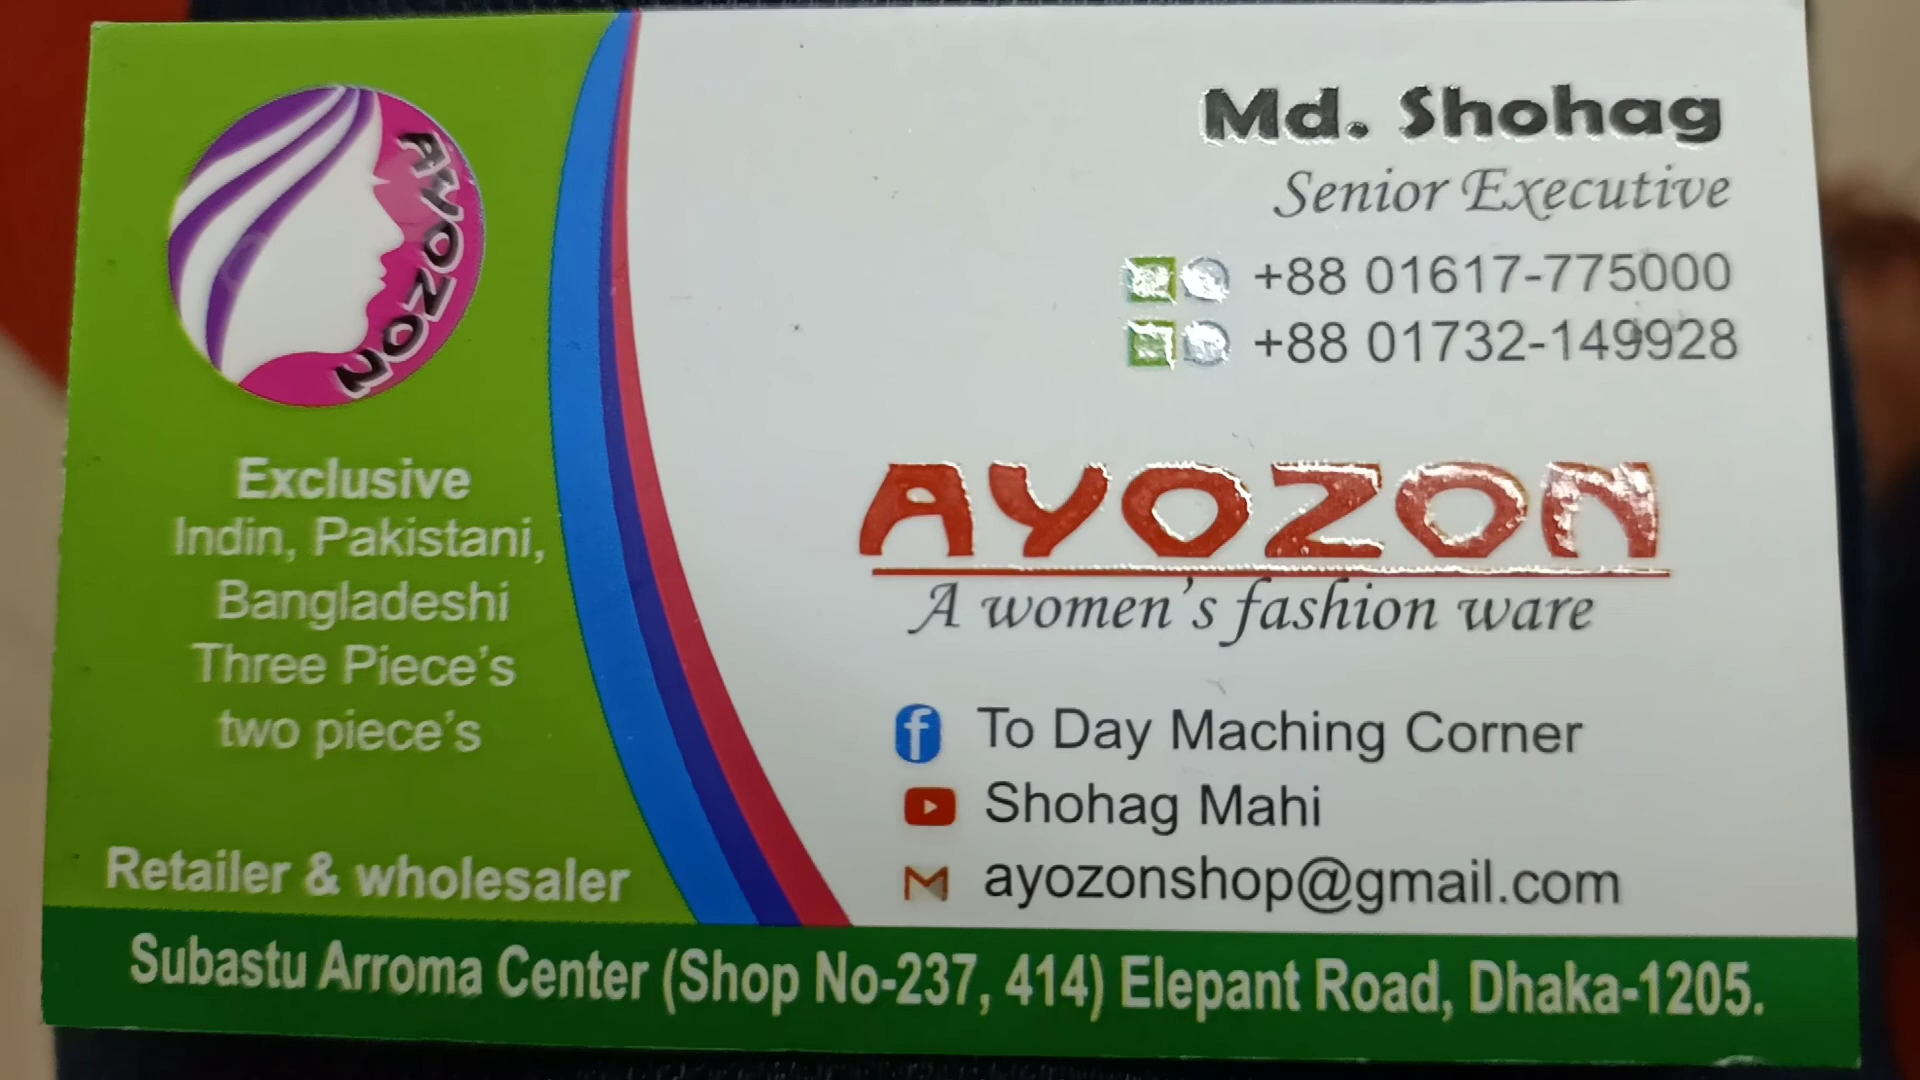 AYOZON
Exclusive
Indin, Pakistani,
Bangladeshi
Three Piece's
two piece's
Retailer & wholesaler
Md. Shohag
Senior Executive
+88 01617-775000
+88 01732-149928
AYOZON
A women's fashion ware
To Day Maching Corner
Shohag Mahi
ayozonshop@gmail.com
Subastu Arroma Center (Shop No-237, 414) Elepant Road, Dhaka-1205.